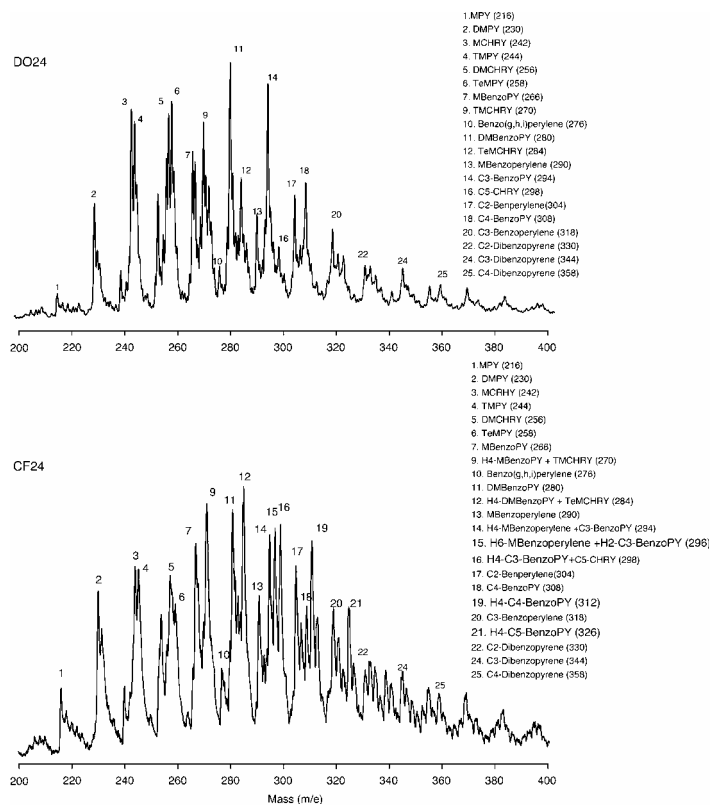 DO24
1
2
3
4
5
6
7
9
10
11
12
13
14
16
17
18
20
22
24
25
1.MPY (216)
2. DMPY (230)
3. MCHRY (242)
4. TMPY (244)
5. DMCHRY (256)
6. TeMPY (258)
7. MBenzoPY (266)
9. TMCHRY (270)
10. Benzo(g,h,i)perylene (276)
11. DMBenzoPY (280)
12. TeMCHRY (284)
13. MBenzoperylene (290)
14. C3-BenzoPY (294)
16. C5-CHRY (298)
17. C2-Benperylene(304)
18. C4-BenzoPY (308)
20. C3-Benzoperylene (318)
22. C2-Dibenzopyrene (330)
24. C3-Dibenzopyrene (344)
25. C4-Dibenzopyrene (358)
200 220 240 260 280 300 320 340 360 380 400
CF24
1
2
3
4
5
6
7
9
10
11
12
13
14
15
16
17
18
19
20
21
22
24
25
1.MPY (216)
2. DMPY (230)
3. MCRHY (242)
4. TMPY (244)
5. DMCHRY (256)
6. TeMPY (258)
7. MBenzoPY (266)
9. H4-MBenzoPY + TMCHRY (270)
10. Benzo(g,h,i)perylene (276)
11. DMBenzoPY (280)
12. H4-DMBenzoPY + TeMCHRY (284)
13. MBenzoperylene (290)
14. H4-MBenzoperylene +C3-BenzoPY (294)
15. H6-MBenzoperylene +H2-C3-BenzoPY (296)
16. H4-C3-BenzoPY+C5-CHRY (298)
17. C2-Benperylene(304)
18. C4-BenzoPY (308)
19. H4-C4-BenzoPY (312)
20. C3-Benzoperylene (318)
21. H4-C5-BenzoPY (326)
22. C2-Dibenzopyrene (330)
24. C3-Dibenzopyrene (344)
25. C4-Dibenzopyrene (358)
200 220 240 260 280 300 320 340 360 380 400
Mass (m/e)